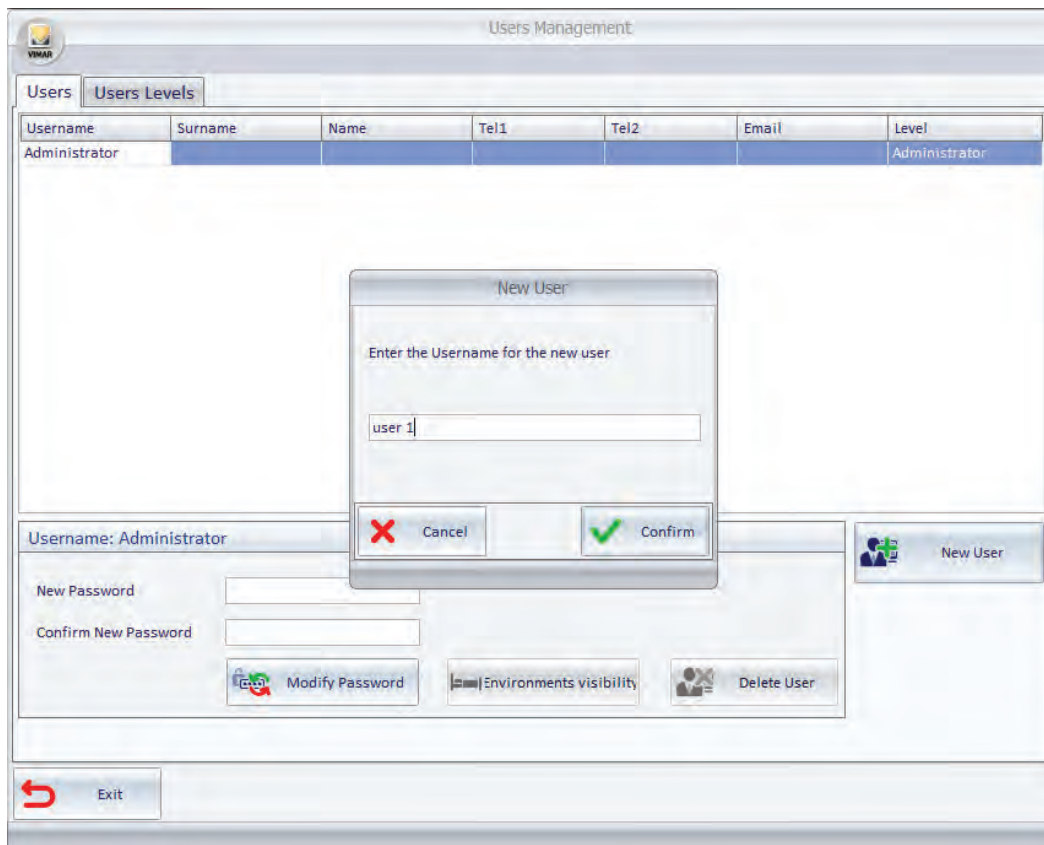 Users Management
VIMAR
Users Users Levels
Username Surname Name Tel1 Tel2 Email Level
Administrator Administrator
New User
Enter the Username for the new user
user 1
Cancel Confirm
Username: Administrator
New User
New Password
Confirm New Password
Modify Password Environments visibility Delete User
Exit